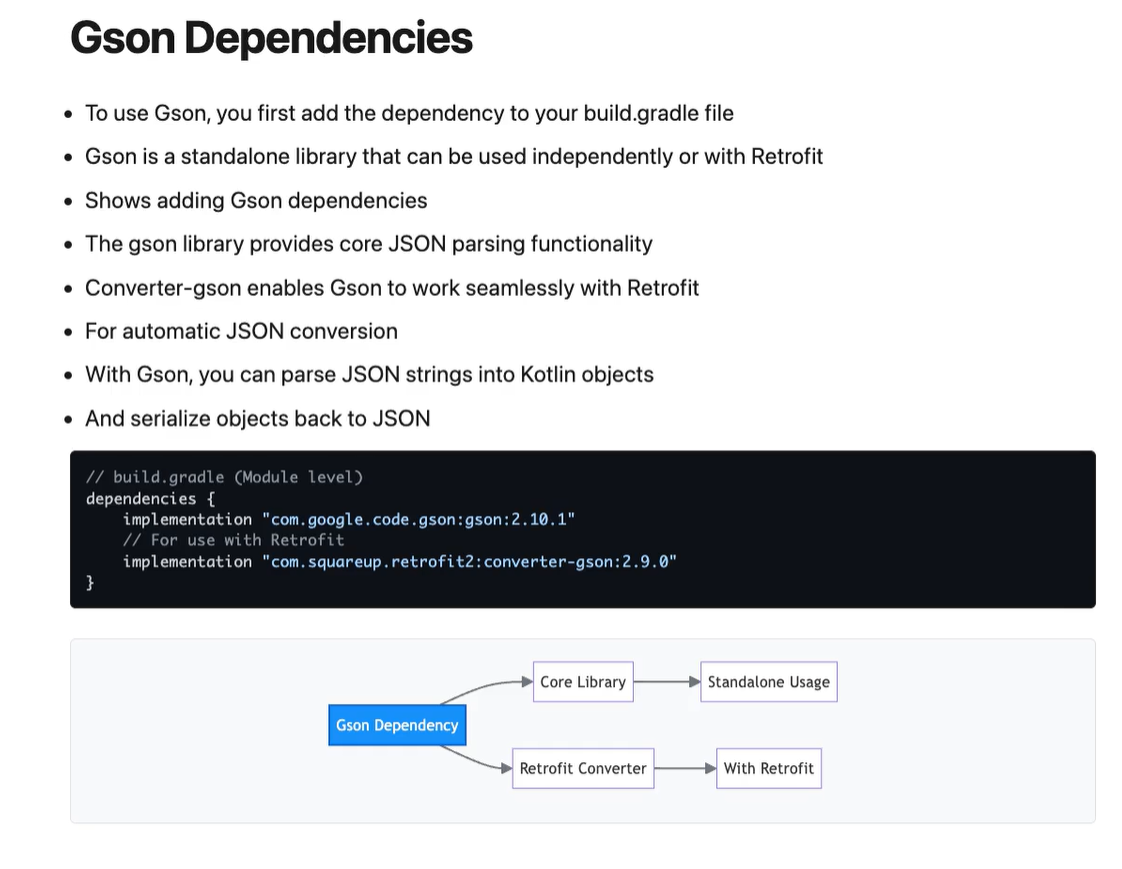 Gson Dependencies
To use Gson, you first add the dependency to your build.gradle file
Gson is a standalone library that can be used independently or with Retrofit
Shows adding Gson dependencies
The gson library provides core JSON parsing functionality
Converter-gson enables Gson to work seamlessly with Retrofit
For automatic JSON conversion
With Gson, you can parse JSON strings into Kotlin objects
And serialize objects back to JSON
// build.gradle (Module level)
dependencies {
    implementation "com.google.code.gson:gson:2.10.1"
    // For use with Retrofit
    implementation "com.squareup.retrofit2:converter-gson:2.9.0"
}
Core Library
Standalone Usage
Gson Dependency
Retrofit Converter
With Retrofit